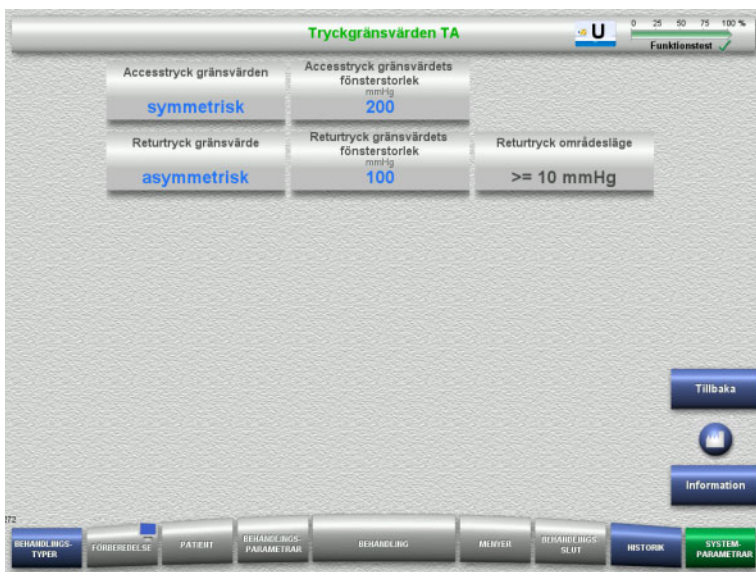 Tryckgränsvärden TA
U
0 25 50 75 100 %
Funktionstest
Accesstryck gränsvärden
symmetrisk
Accesstryck gränsvärdets
fönsterstorlek
mmHg
200
Returtryck gränsvärde
asymmetrisk
Returtryck gränsvärdets
fönsterstorlek
mmHg
100
Returtryck områdesläge
>= 10 mmHg
Tillbaka
Information
272
BEHANDLINGS-
TYPER
FÖRBEREDELSE
PATIENT
BEHANDLINGS-
PARAMETRAR
BEHANDLING
MENYER
BEHANDLINGS-
SLUT
HISTORIK
SYSTEM-
PARAMETRAR